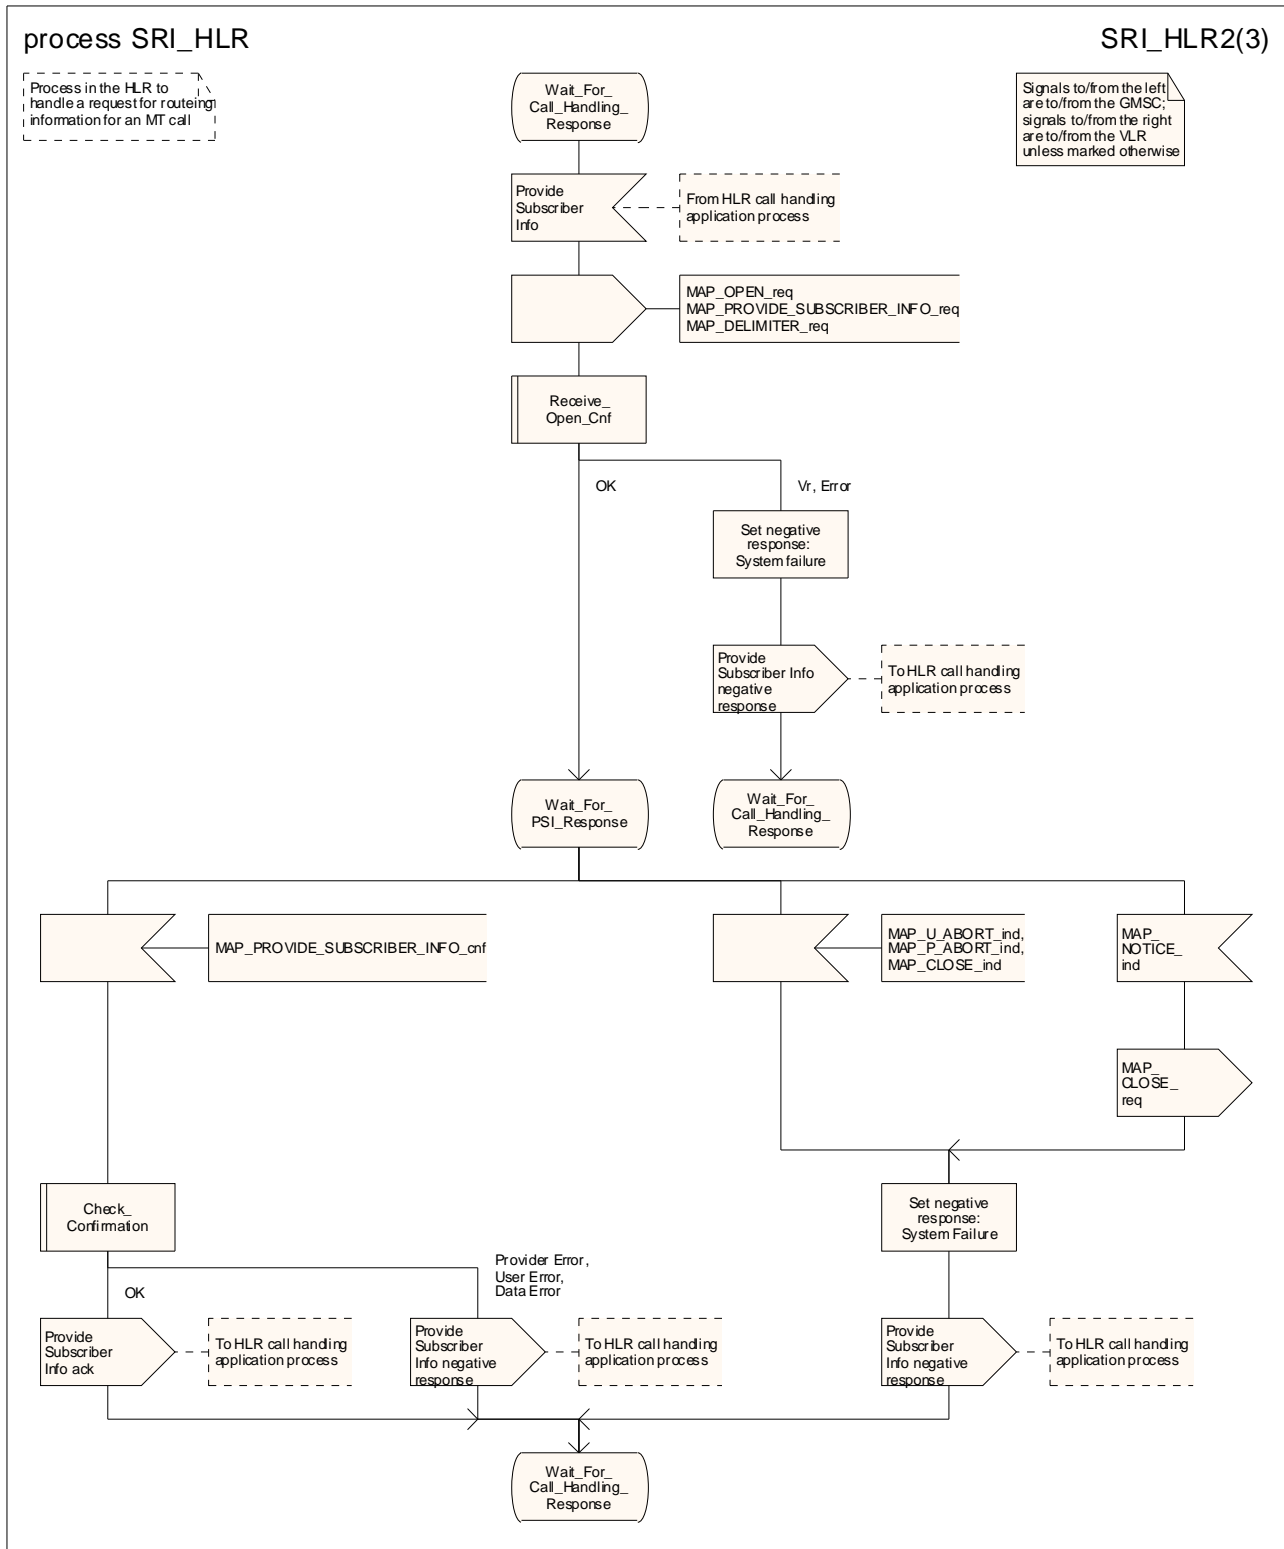 process SRI_HLR
SRI_HLR2(3)
Process in the HLR to
handle a request for routeing
information for an MT call
Wait_For_
Call_Handling_
Response
Signals to/from the left
are to/from the GMSC;
signals to/from the right
are to/from the VLR
unless marked otherwise
Provide
Subscriber
Info
From HLR call handling
application process
MAP_OPEN_req
MAP_PROVIDE_SUBSCRIBER_INFO_req
MAP_DELIMITER_req
Receive_
Open_Cnf
OK
Vr, Error
Set negative
response:
System failure
Provide
Subscriber Info
negative
response
To HLR call handling
application process
Wait_For_
PSI_Response
Wait_For_
Call_Handling_
Response
MAP_PROVIDE_SUBSCRIBER_INFO_cnf
MAP_U_ABORT_ind,
MAP_P_ABORT_ind,
MAP_CLOSE_ind
MAP_
NOTICE_
ind
MAP_
CLOSE_
req
Check_
Confirmation
Set negative
response:
System Failure
OK
Provider Error,
User Error,
Data Error
Provide
Subscriber
Info ack
To HLR call handling
application process
Provide
Subscriber
Info negative
response
To HLR call handling
application process
Provide
Subscriber
Info negative
response
To HLR call handling
application process
Wait_For_
Call_Handling_
Response